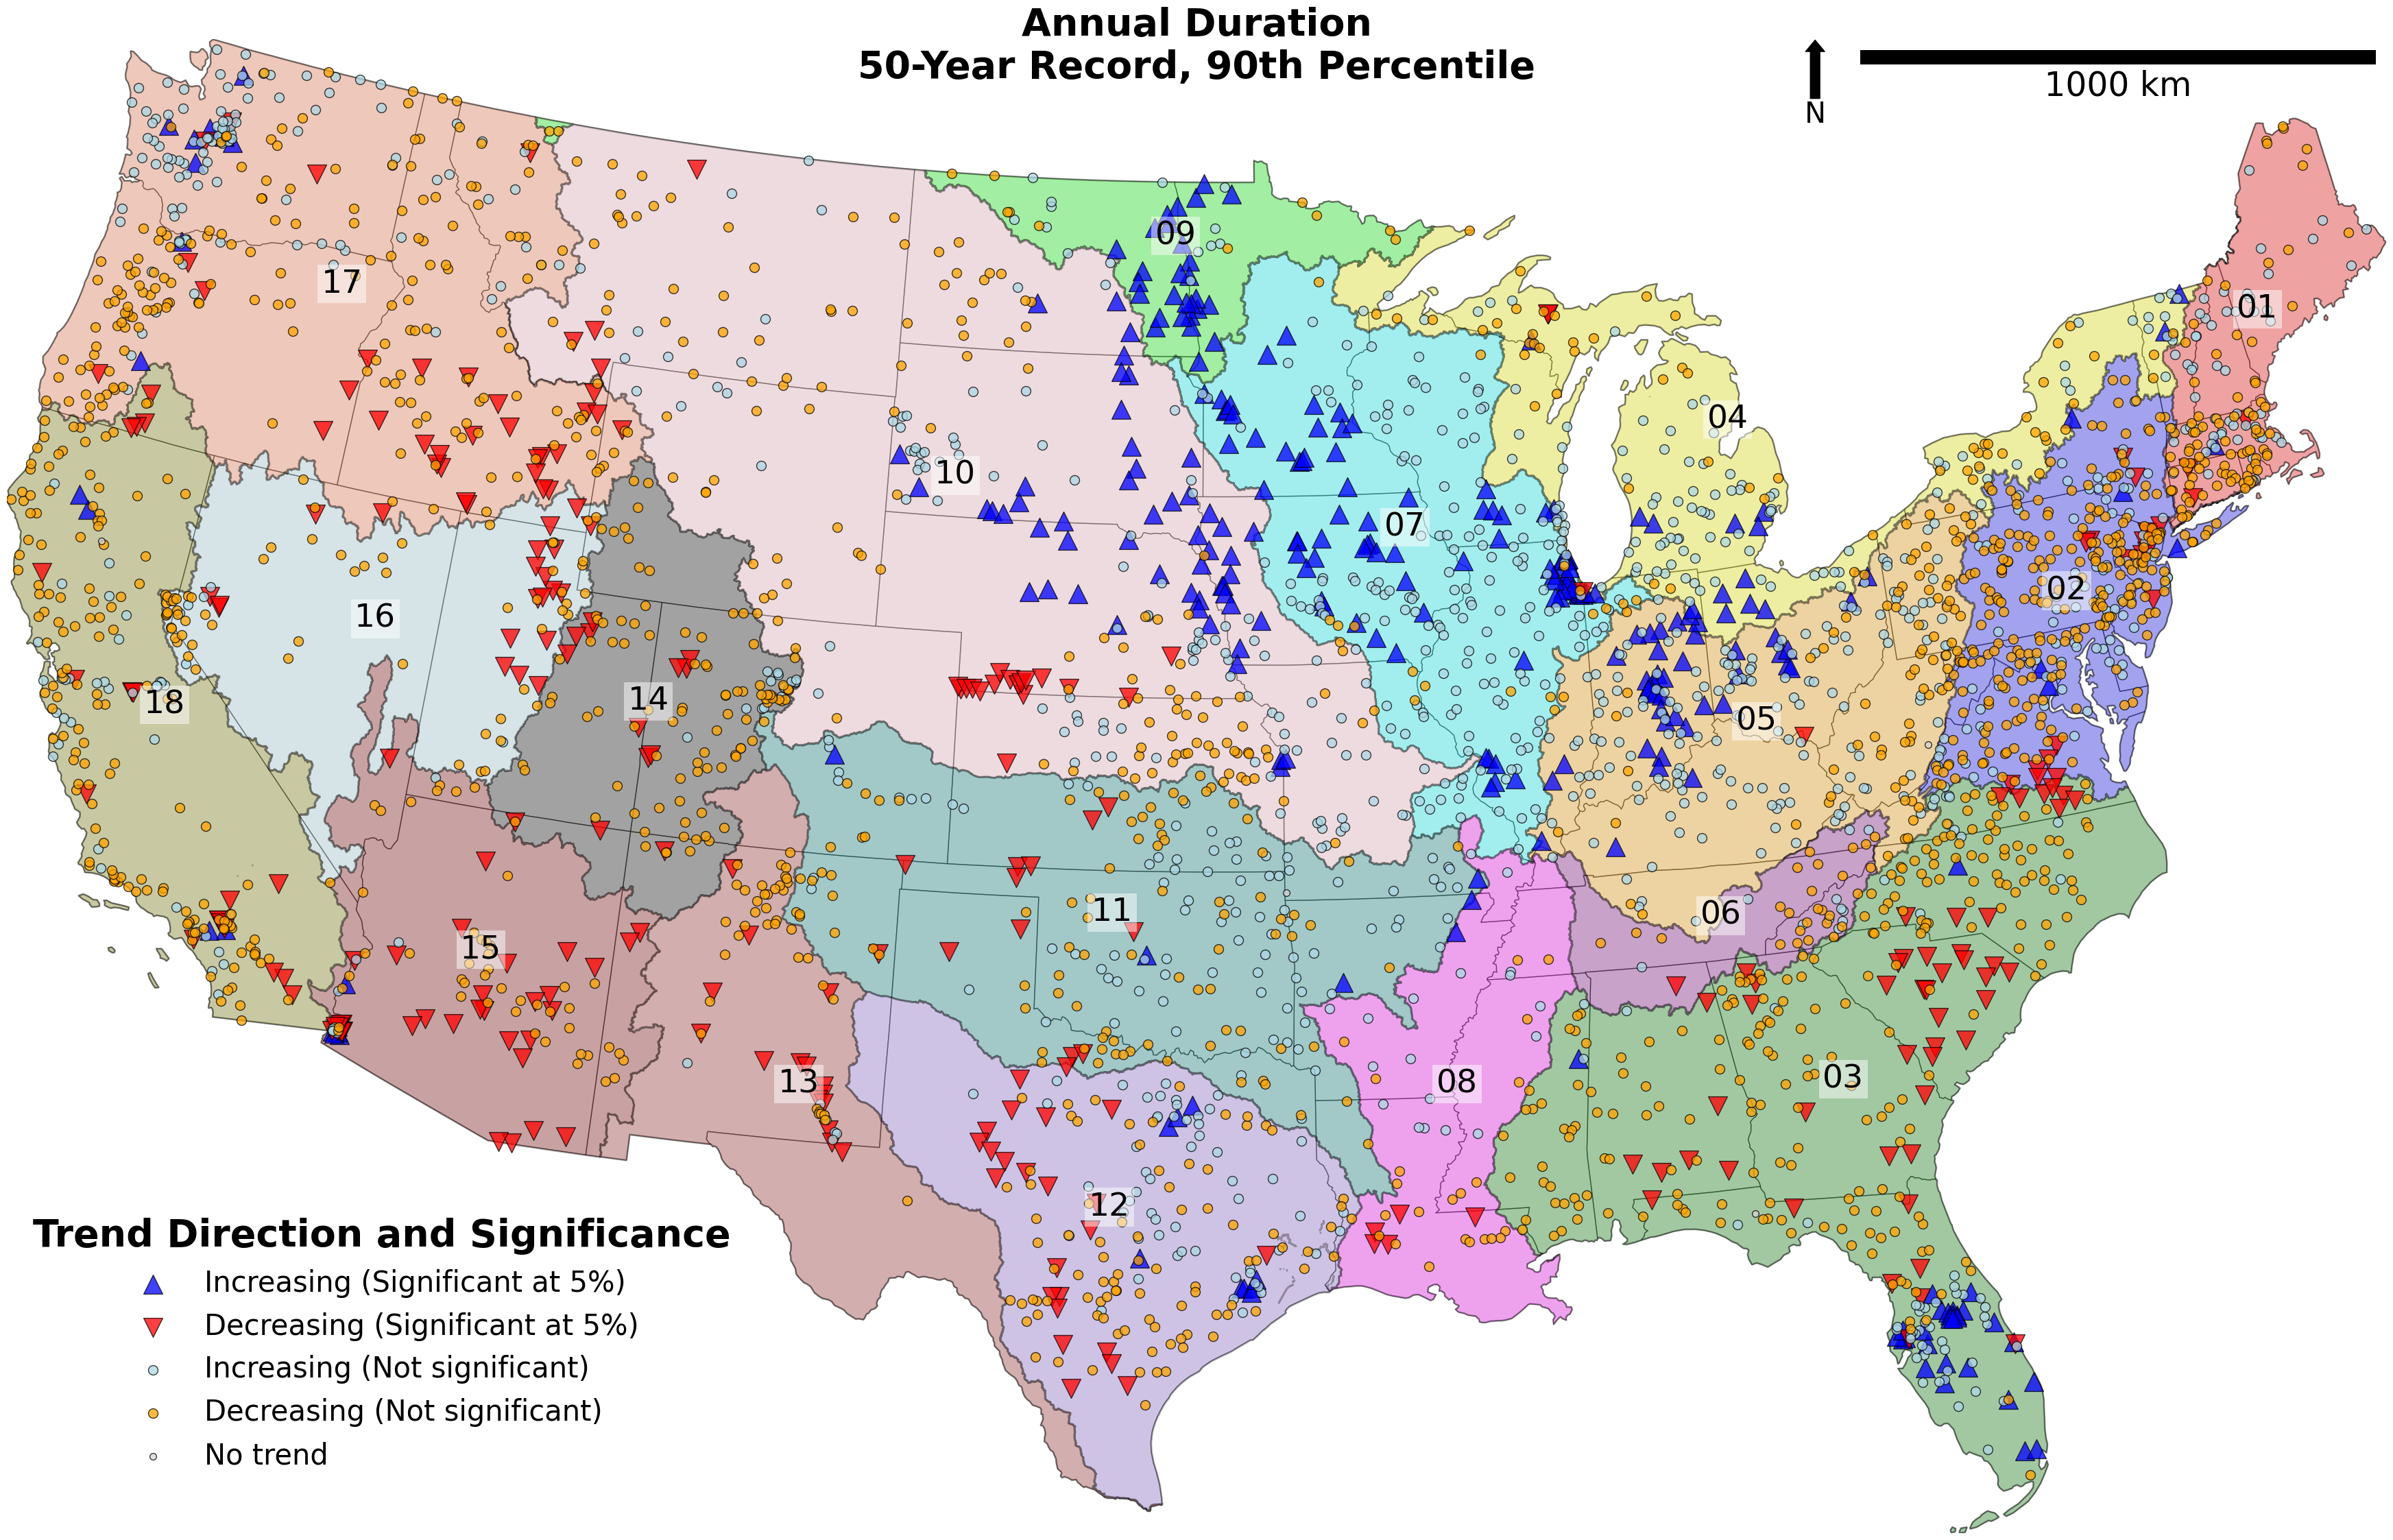 Annual Duration
50-Year Record, 90th Percentile
N
1000 km
09
01
17
04
10
07
02
16
14
18
05
11
06
15
13
08
03
12
Trend Direction and Significance
Increasing (Significant at 5%)
Decreasing (Significant at 5%)
Increasing (Not significant)
Decreasing (Not significant)
No trend